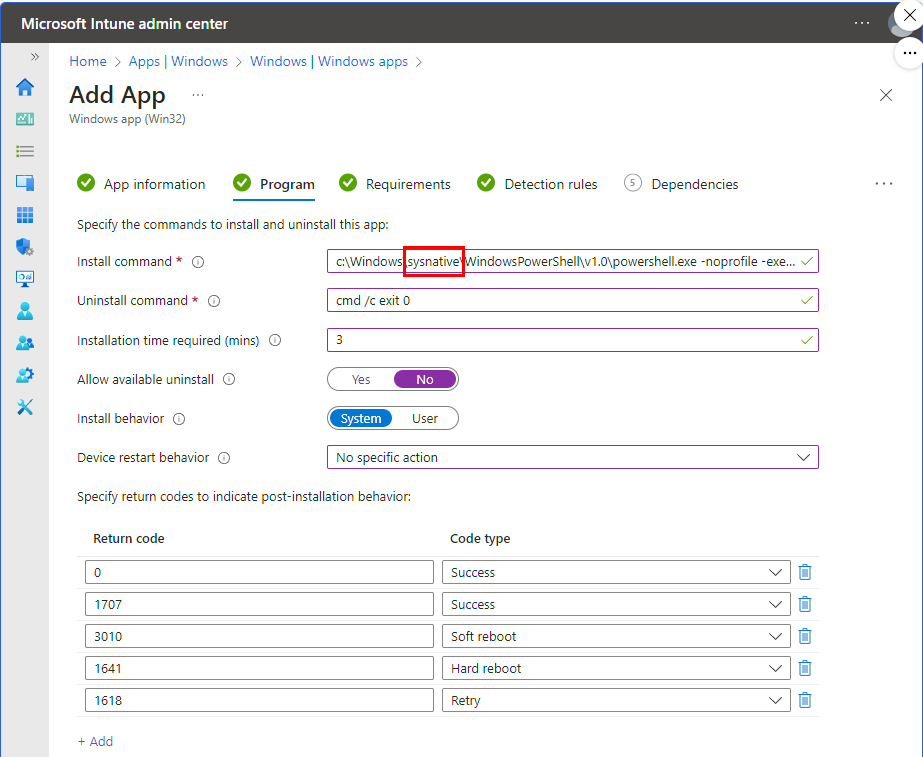 Microsoft Intune admin center
Home > Apps | Windows > Windows | Windows apps >
Add App
Windows app (Win32)
App information Program Requirements Detection rules 5 Dependencies
Specify the commands to install and uninstall this app:
Install command * c:\Windows\sysnative\WindowsPowerShell\v1.0\powershell.exe -noprofile -exe...
Uninstall command * cmd /c exit 0
Installation time required (mins) 3
Allow available uninstall Yes No
Install behavior System User
Device restart behavior No specific action
Specify return codes to indicate post-installation behavior:
Return code Code type
0 Success
1707 Success
3010 Soft reboot
1641 Hard reboot
1618 Retry
+ Add